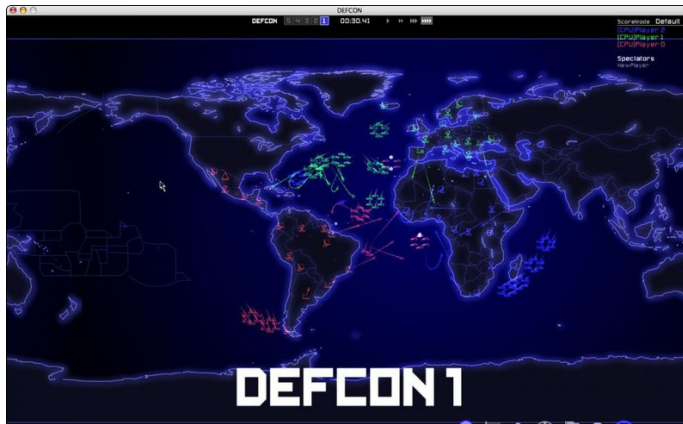 DEFCON
DEFCON 5 4 3 2 1 00:30.41
ScoreMode Default
[CPU]Player 2
[CPU]Player 1
[CPU]Player 0
Spectators
NewPlayer
DEFCON 1